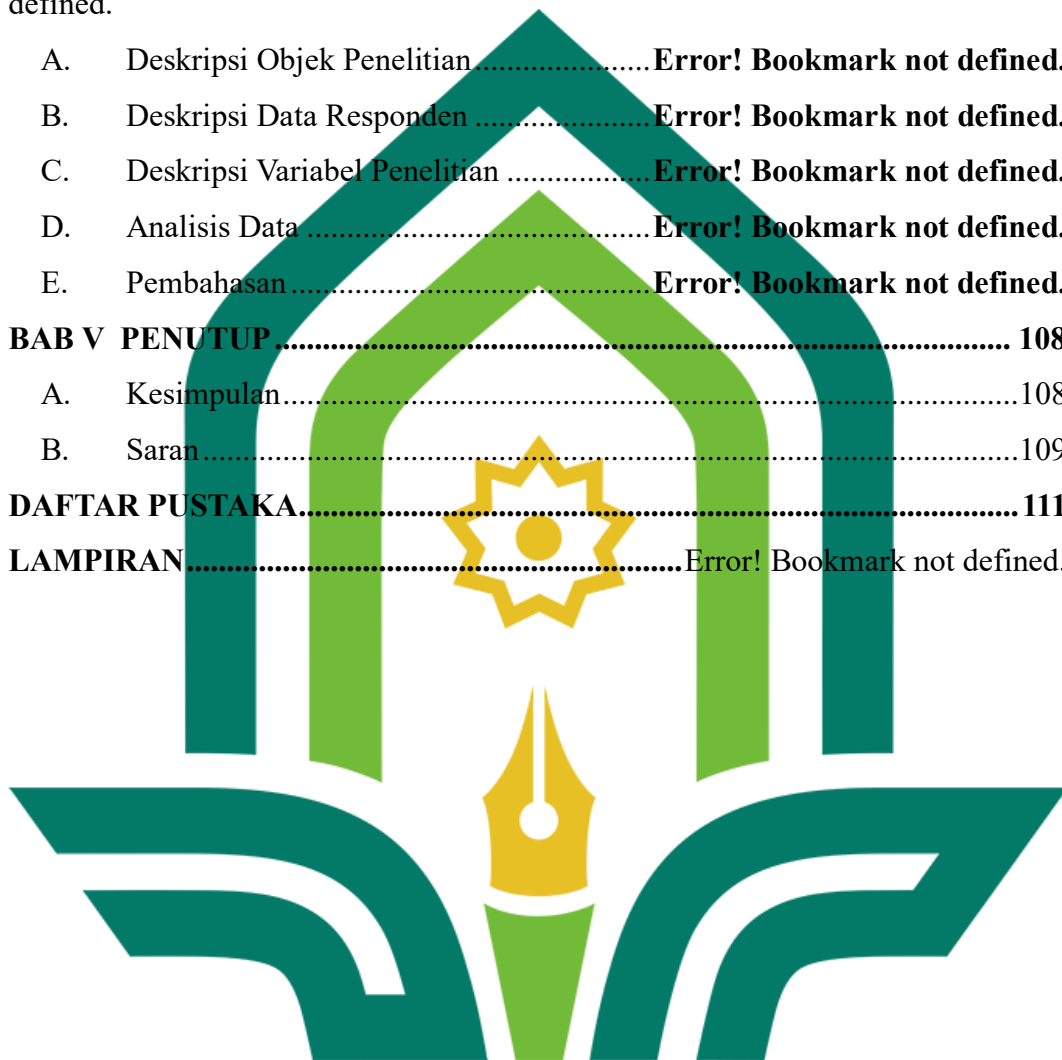 defined.
A. Deskripsi Objek Penelitian......................Error! Bookmark not defined.
B. Deskripsi Data Responden ......................Error! Bookmark not defined.
C. Deskripsi Variabel Penelitian ..................Error! Bookmark not defined.
D. Analisis Data ...........................................Error! Bookmark not defined.
E. Pembahasan.............................................Error! Bookmark not defined.
BAB V PENUTUP........................................................................................... 108
A. Kesimpulan...........................................................................................108
B. Saran.....................................................................................................109
DAFTAR PUSTAKA.........................................................................................111
LAMPIRAN..............................................................Error! Bookmark not defined.